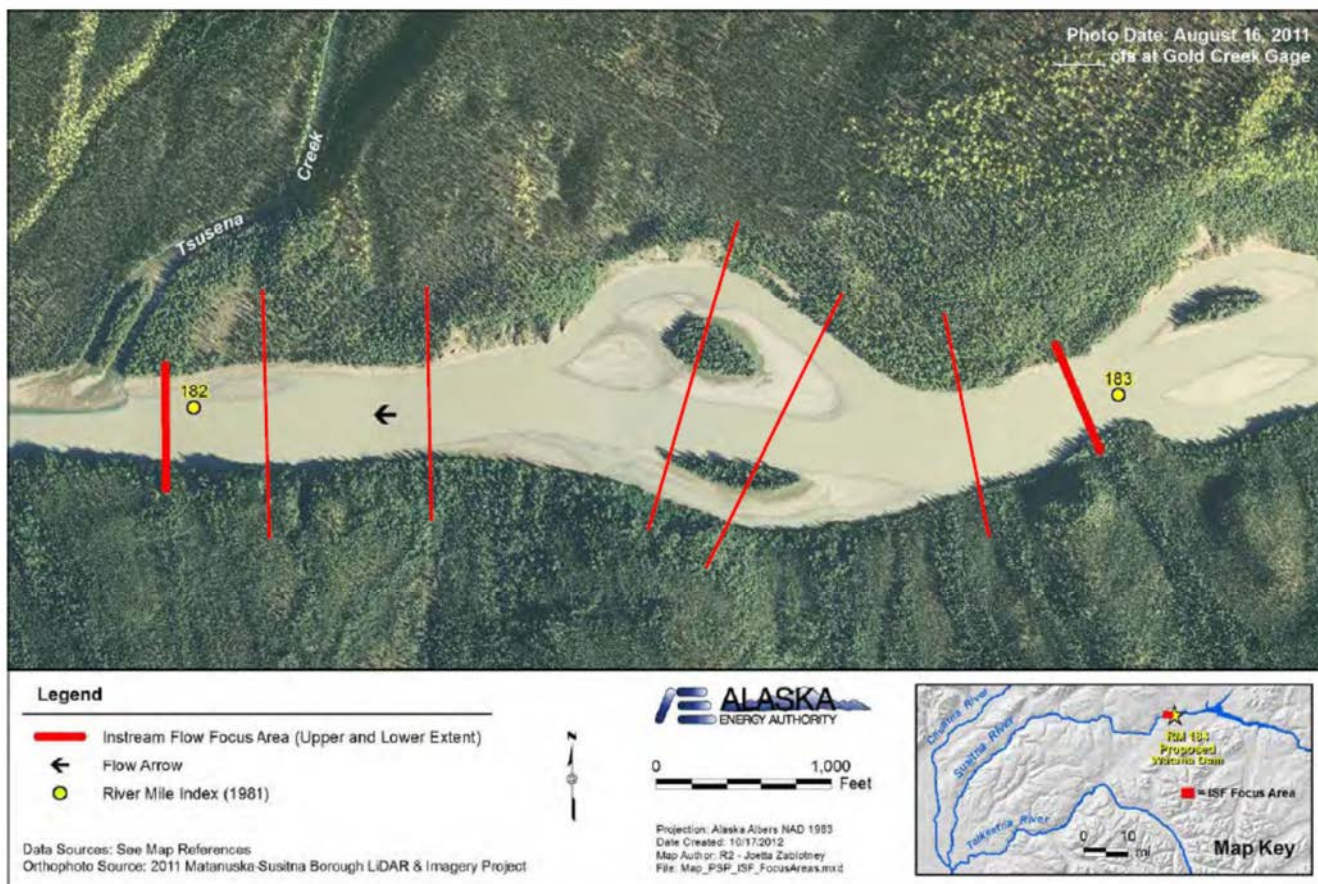 Photo Date: August 16, 2011
____ cfs at Gold Creek Gage
Tsusena Creek
182
183
Legend
Instream Flow Focus Area (Upper and Lower Extent)
Flow Arrow
River Mile Index (1981)
Data Sources: See Map References
Orthophoto Source: 2011 Matanuska-Susitna Borough LiDAR & Imagery Project
N
ALASKA
ENERGY AUTHORITY
0 1,000
Feet
Projection: Alaska Albers NAD 1983
Date Created: 10/17/2012
Map Author: R2 - Joetta Zablotney
File: Map_PSP_ISF_FocusAreas.mxd
Chulitna River
Susitna River
RM 184
Proposed
Watana Dam
= ISF Focus Area
Talkeetna River
0 10
mi
Map Key